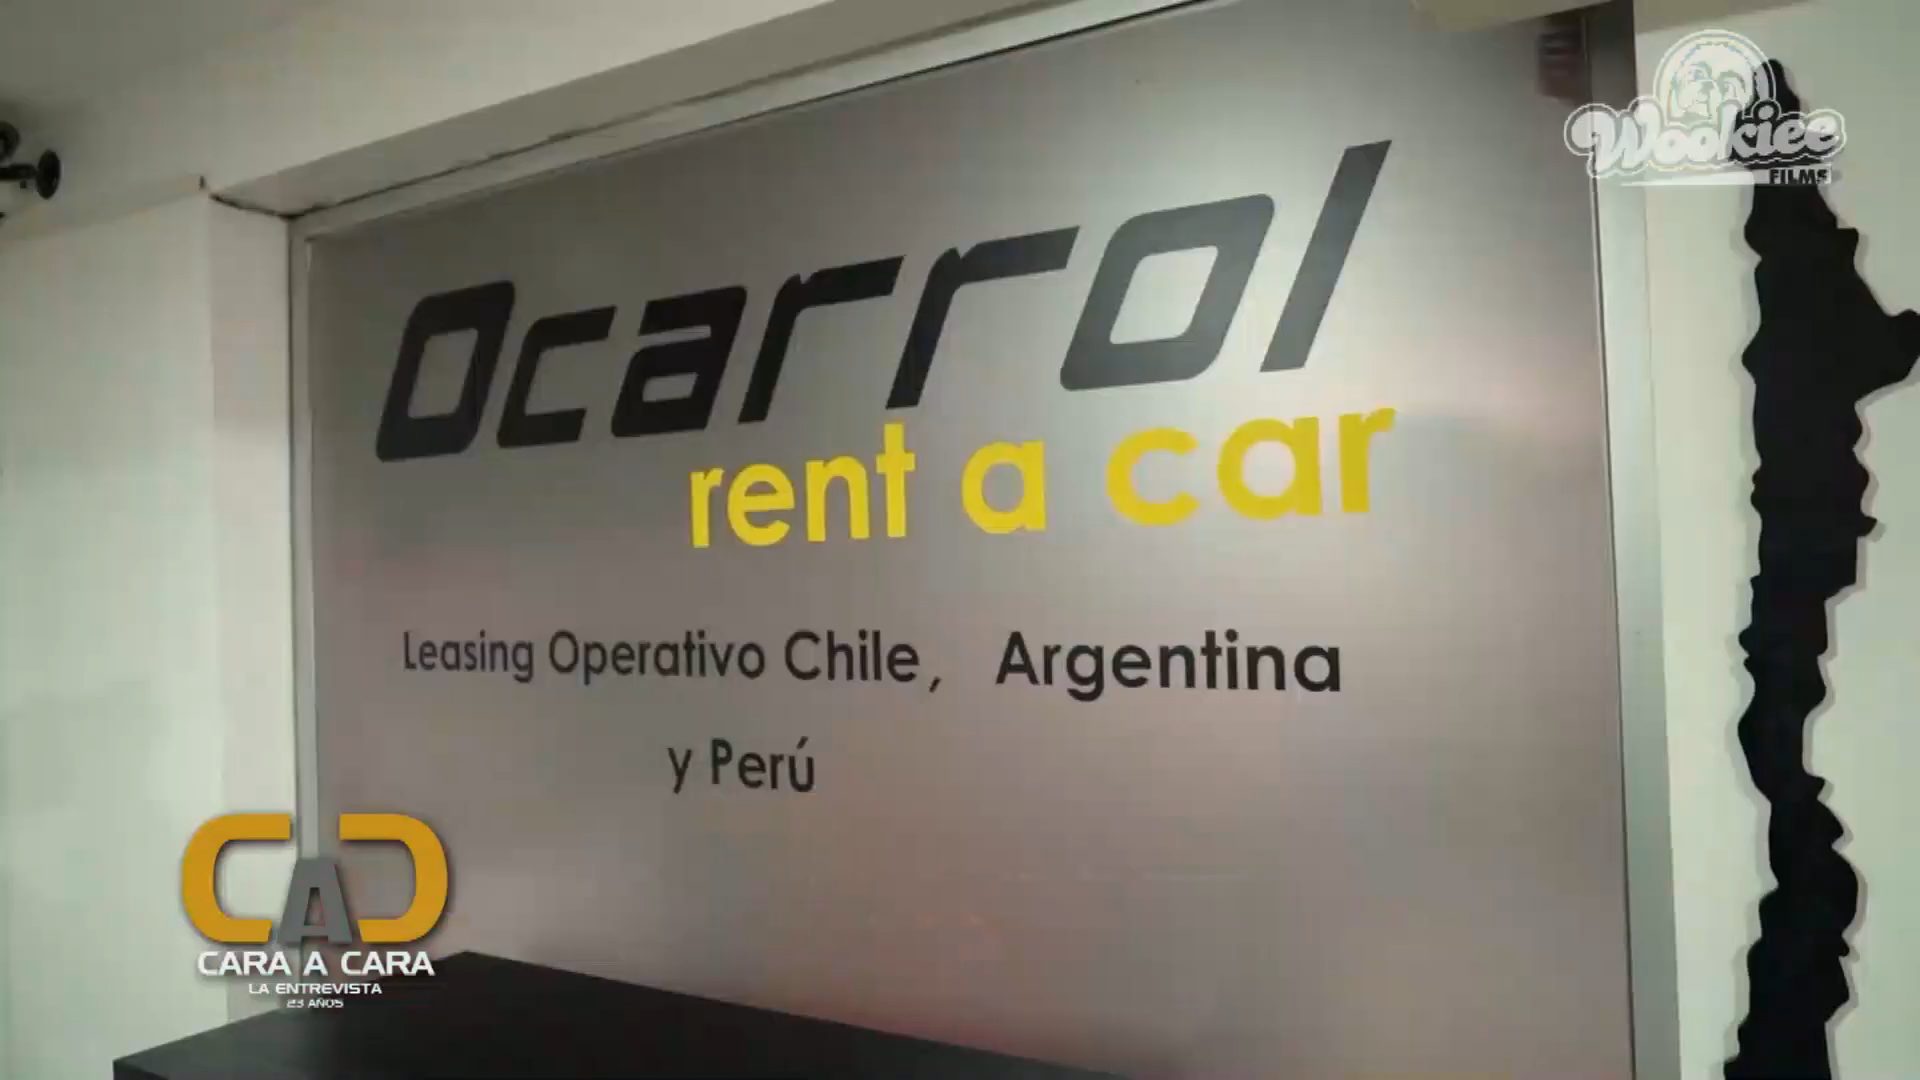 Wookiee
FILMS
Ocarrol
rent a car
Leasing Operativo Chile, Argentina
y Perú
CAC
CARA A CARA
LA ENTREVISTA
23 AÑOS